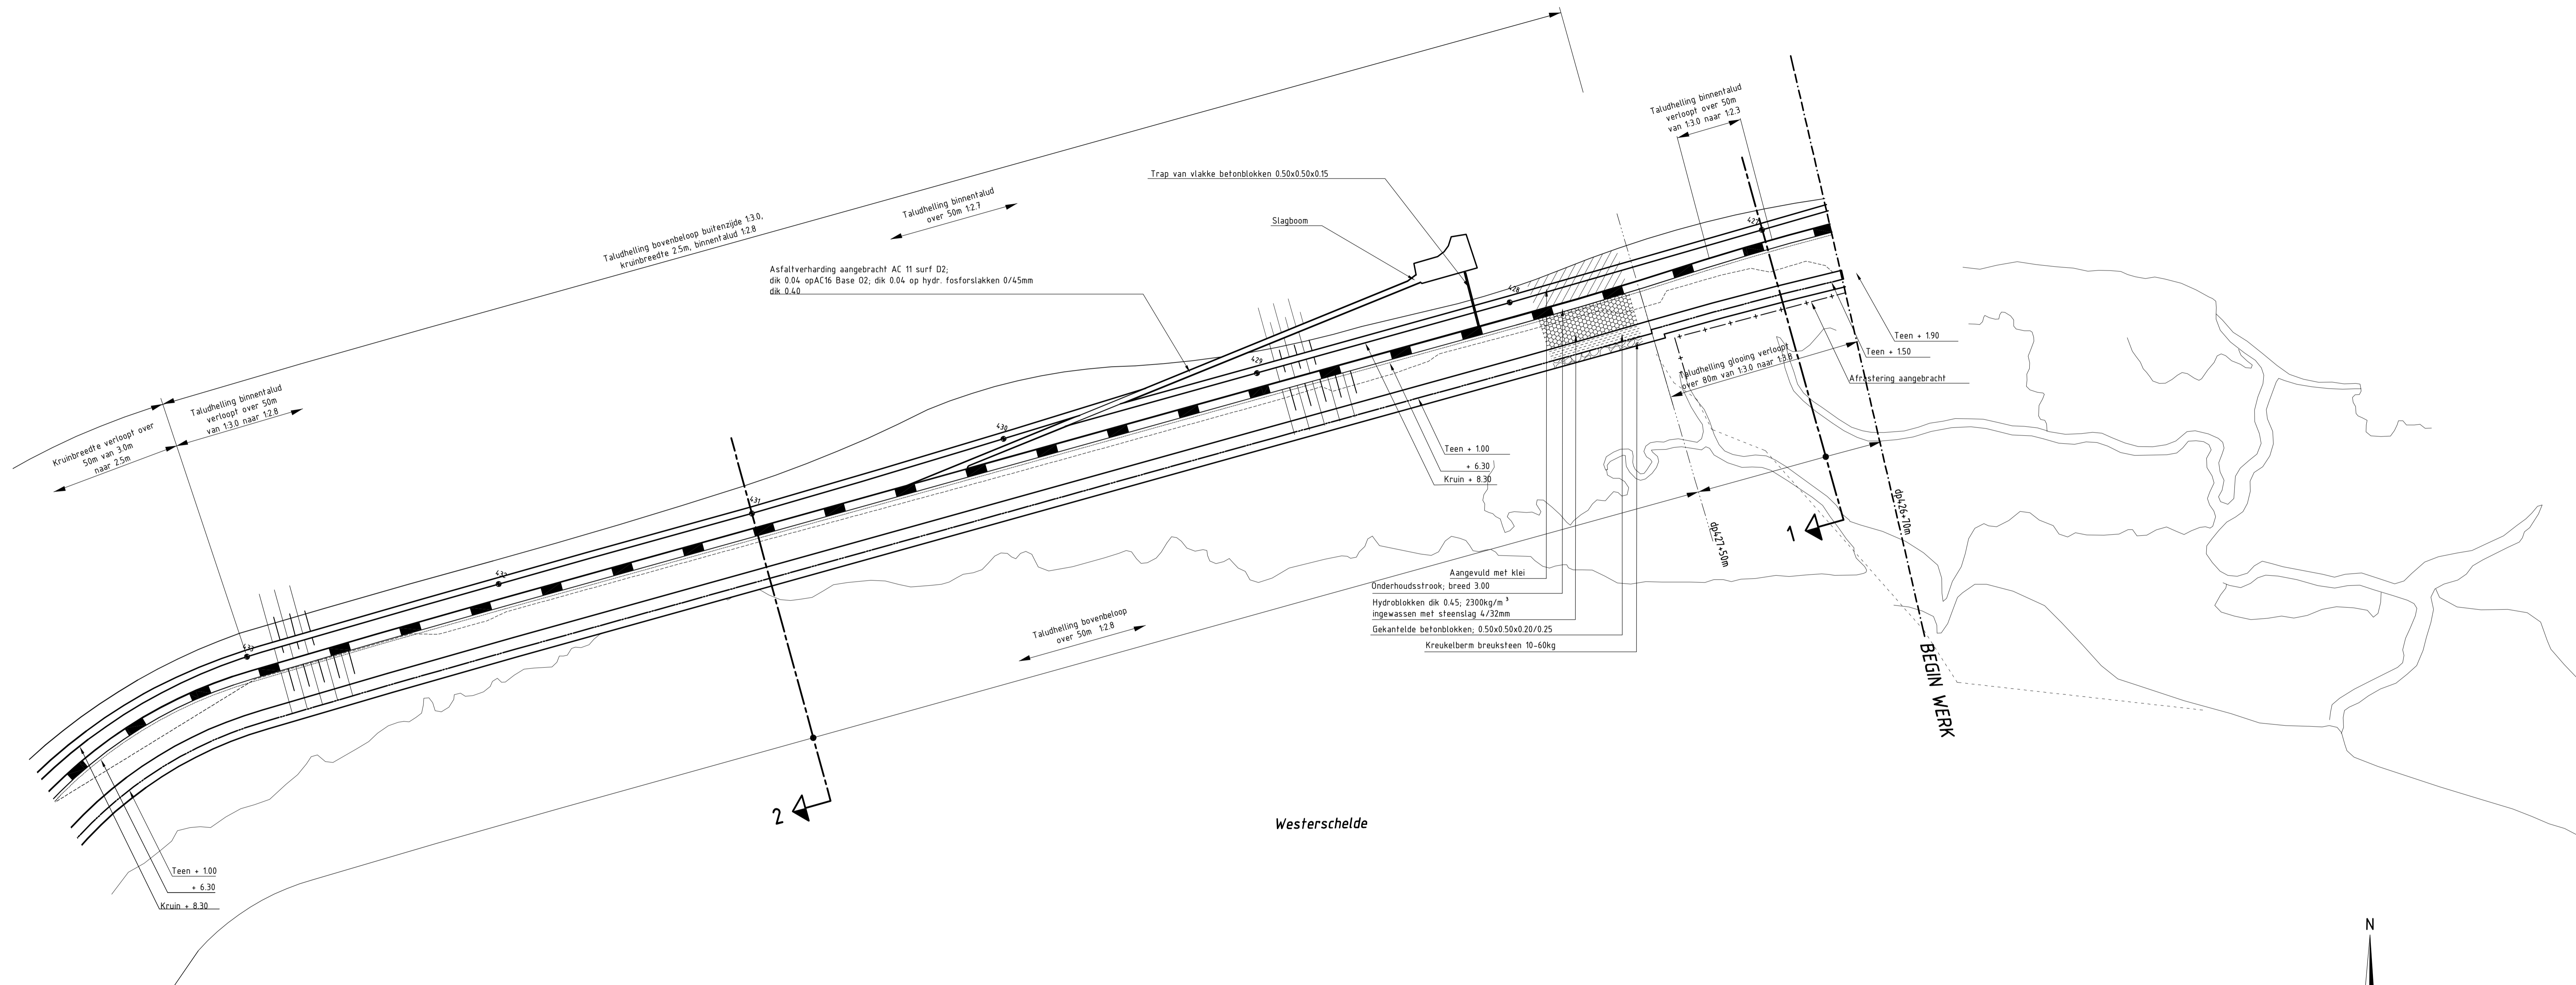 Taludhelling binnentalud
verloopt over 50m
van 1:3.0 naar 1:2.3
Trap van vlakke betonblokken 0.50x0.50x0.15
Taludhelling binnentalud
over 50m 1:2.7
Taludhelling bovenbeloop buitenzijde 1:3.0,
kruinbreedte 2.5m, binnentalud 1:2.8
Slagboom
Asfaltverharding aangebracht AC 11 surf D2;
dik 0.04 opAC16 Base O2; dik 0.04 op hydr. fosforslakken 0/45mm
dik 0.40
427
428
429
430
431
432
433
Teen + 1.90
Teen + 1.50
Afrastering aangebracht
Taludhelling glooing verloopt
over 80m van 1:3.0 naar 1:3.8
Taludhelling binnentalud
verloopt over 50m
van 1:3.0 naar 1:2.8
Kruinbreedte verloopt over
50m van 3.0m
naar 2.5m
Teen + 1.00
+ 6.30
Kruin + 8.30
dp426+70m
dp427+50m
1
Aangevuld met klei
Onderhoudsstrook; breed 3.00
Hydroblokken dik 0.45; 2300kg/m³
ingewassen met steenslag 4/32mm
Gekantelde betonblokken; 0.50x0.50x0.20/0.25
Kreukelberm breuksteen 10-60kg
Taludhelling bovenbeloop
over 50m 1:2.8
BEGIN WERK
2
Westerschelde
Teen + 1.00
+ 6.30
Kruin + 8.30
N